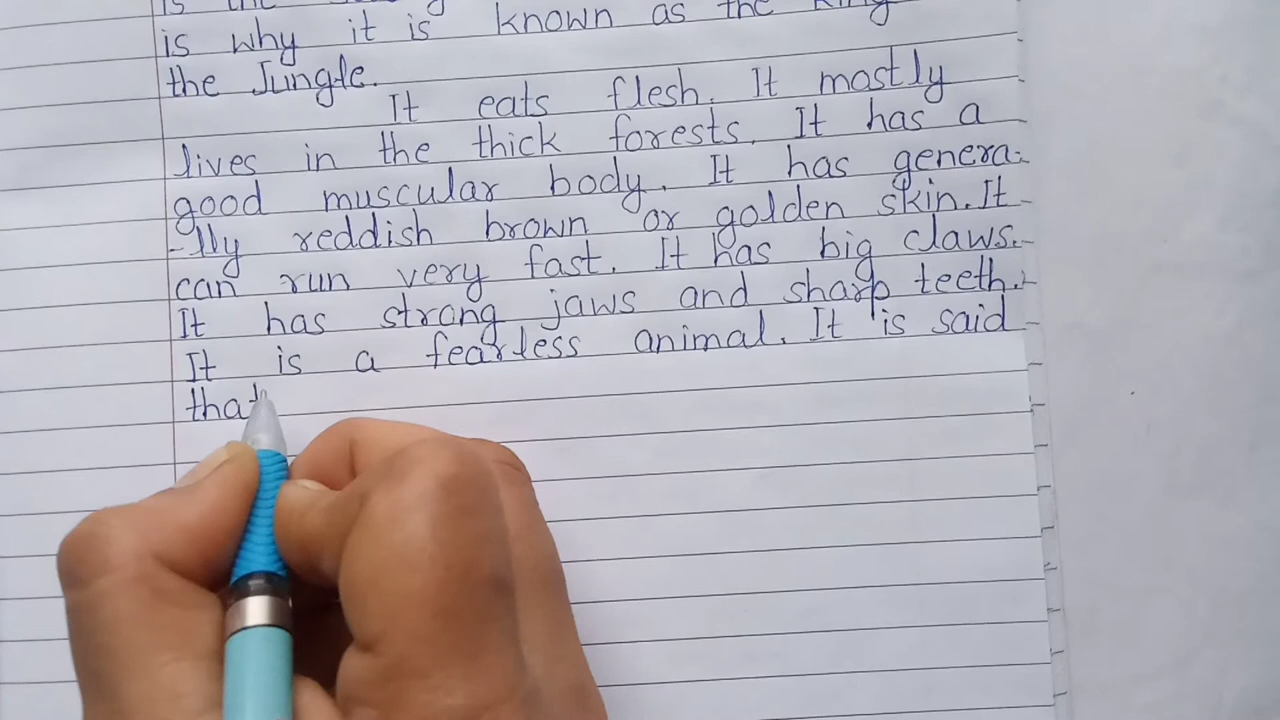 is the
is why it is known as the King
the Jungle.
It eats flesh. It mostly
lives in the thick forests. It has a
good muscular body. It has genera-
-lly reddish brown or golden skin. It
can run very fast. It has big claws.
It has strong jaws and sharp teeth.
It is a fearless animal. It is said
that